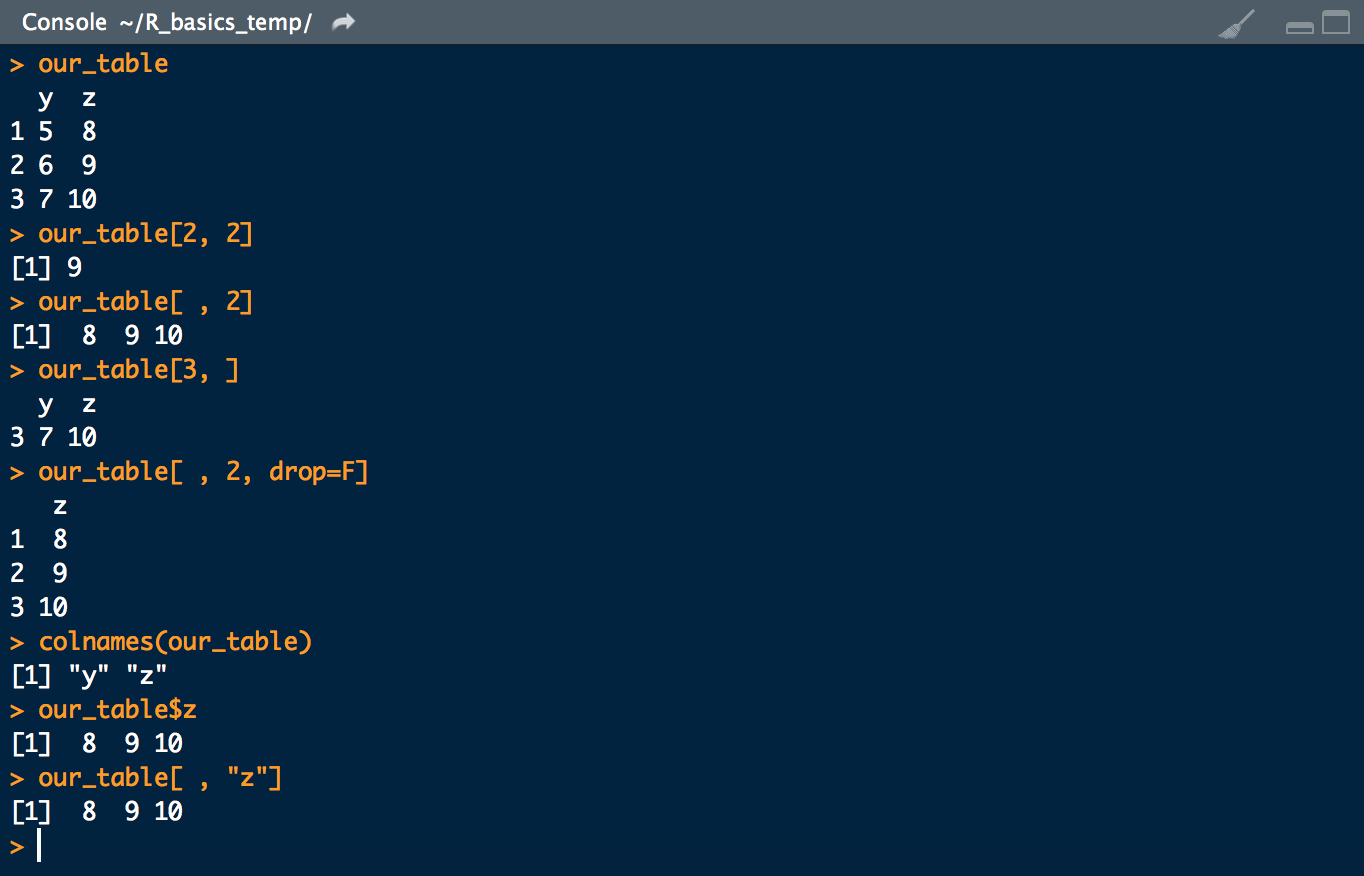 Console ~/R_basics_temp/
> our_table
  y  z
1 5  8
2 6  9
3 7 10
> our_table[2, 2]
[1] 9
> our_table[ , 2]
[1]  8  9 10
> our_table[3, ]
  y  z
3 7 10
> our_table[ , 2, drop=F]
   z
1  8
2  9
3 10
> colnames(our_table)
[1] "y" "z"
> our_table$z
[1]  8  9 10
> our_table[ , "z"]
[1]  8  9 10
>